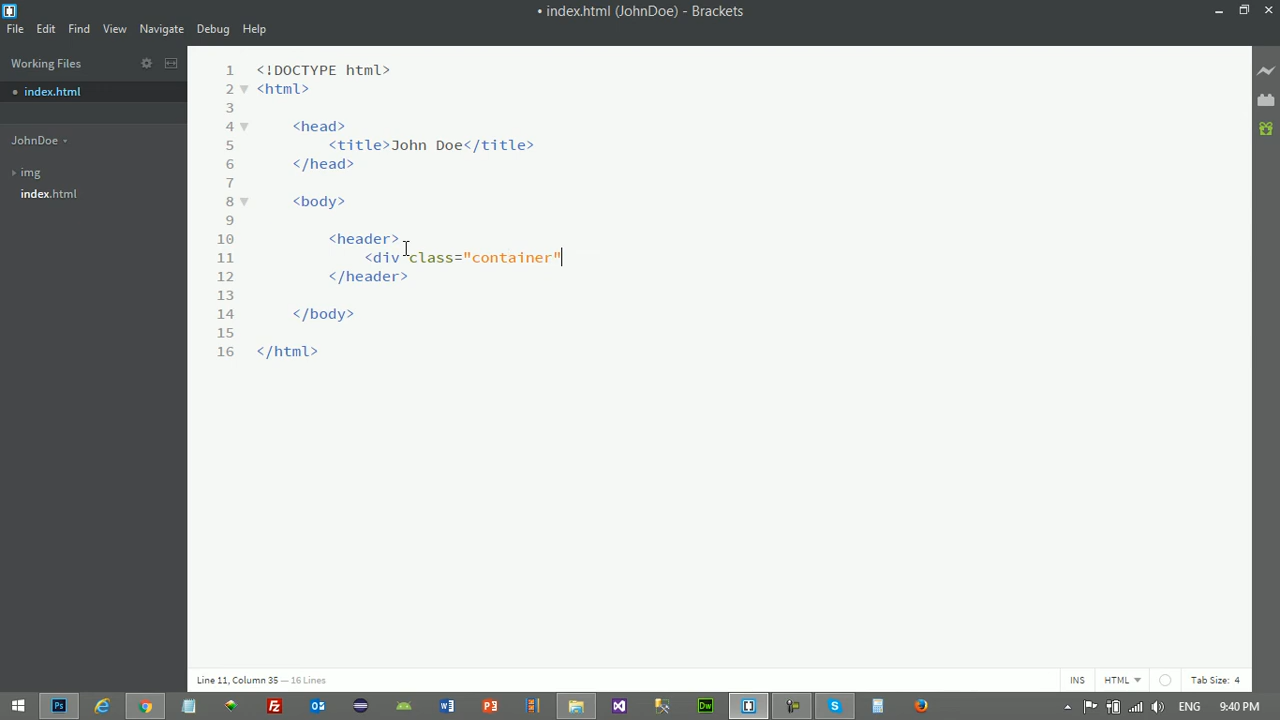 • index.html (JohnDoe) - Brackets
File Edit Find View Navigate Debug Help
Working Files
• index.html
JohnDoe
img
index.html
1 <!DOCTYPE html>
2 <html>
3
4 <head>
5 <title>John Doe</title>
6 </head>
7
8 <body>
9
10 <header>
11 <div class="container"
12 </header>
13
14 </body>
15
16 </html>
Line 11, Column 35 — 16 Lines
INS HTML Tab Size: 4
Ps Dw
ENG 9:40 PM